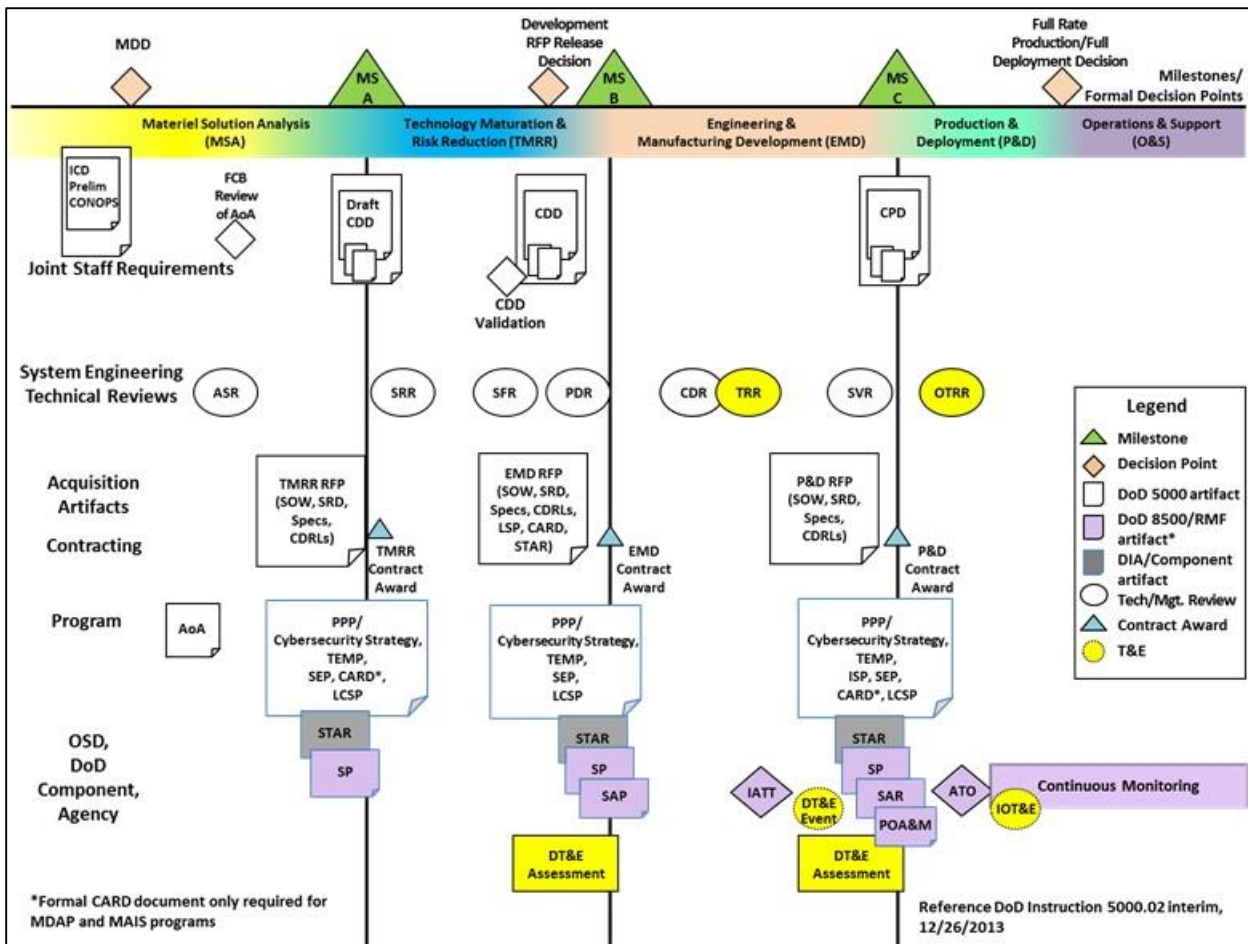 MDD
Development
RFP Release
Decision
Full Rate
Production/Full
Deployment Decision
MS
A
MS
B
MS
C
Milestones/
Formal Decision Points
Materiel Solution Analysis
(MSA)
Technology Maturation &
Risk Reduction (TMRR)
Engineering &
Manufacturing Development (EMD)
Production &
Deployment (P&D)
Operations & Support
(O&S)
ICD
Prelim
CONOPS
FCB
Review
of AoA
Draft
CDD
CDD
CPD
Joint Staff Requirements
CDD
Validation
System Engineering
Technical Reviews
ASR
SRR
SFR
PDR
CDR
TRR
SVR
OTRR
Acquisition
Artifacts
Contracting
TMRR RFP
(SOW, SRD,
Specs,
CDRLs)
TMRR
Contract
Award
EMD RFP
(SOW, SRD,
Specs, CDRLs,
LSP, CARD,
STAR)
EMD
Contract
Award
P&D RFP
(SOW, SRD,
Specs,
CDRLs)
P&D
Contract
Award
Legend
Milestone
Decision Point
DoD 5000 artifact
DoD 8500/RMF
artifact*
DIA/Component
artifact
Tech/Mgt. Review
Contract Award
T&E
Program
AoA
PPP/
Cybersecurity Strategy,
TEMP,
SEP, CARD*,
LCSP
PPP/
Cybersecurity Strategy,
TEMP,
SEP,
LCSP
PPP/
Cybersecurity Strategy,
TEMP,
ISP, SEP,
CARD*, LCSP
OSD,
DoD
Component,
Agency
STAR
SP
STAR
SP
SAP
STAR
SP
SAR
POA&M
IATT
DT&E
Event
ATO
IOT&E
Continuous Monitoring
DT&E
Assessment
DT&E
Assessment
*Formal CARD document only required for
MDAP and MAIS programs
Reference DoD Instruction 5000.02 interim,
12/26/2013